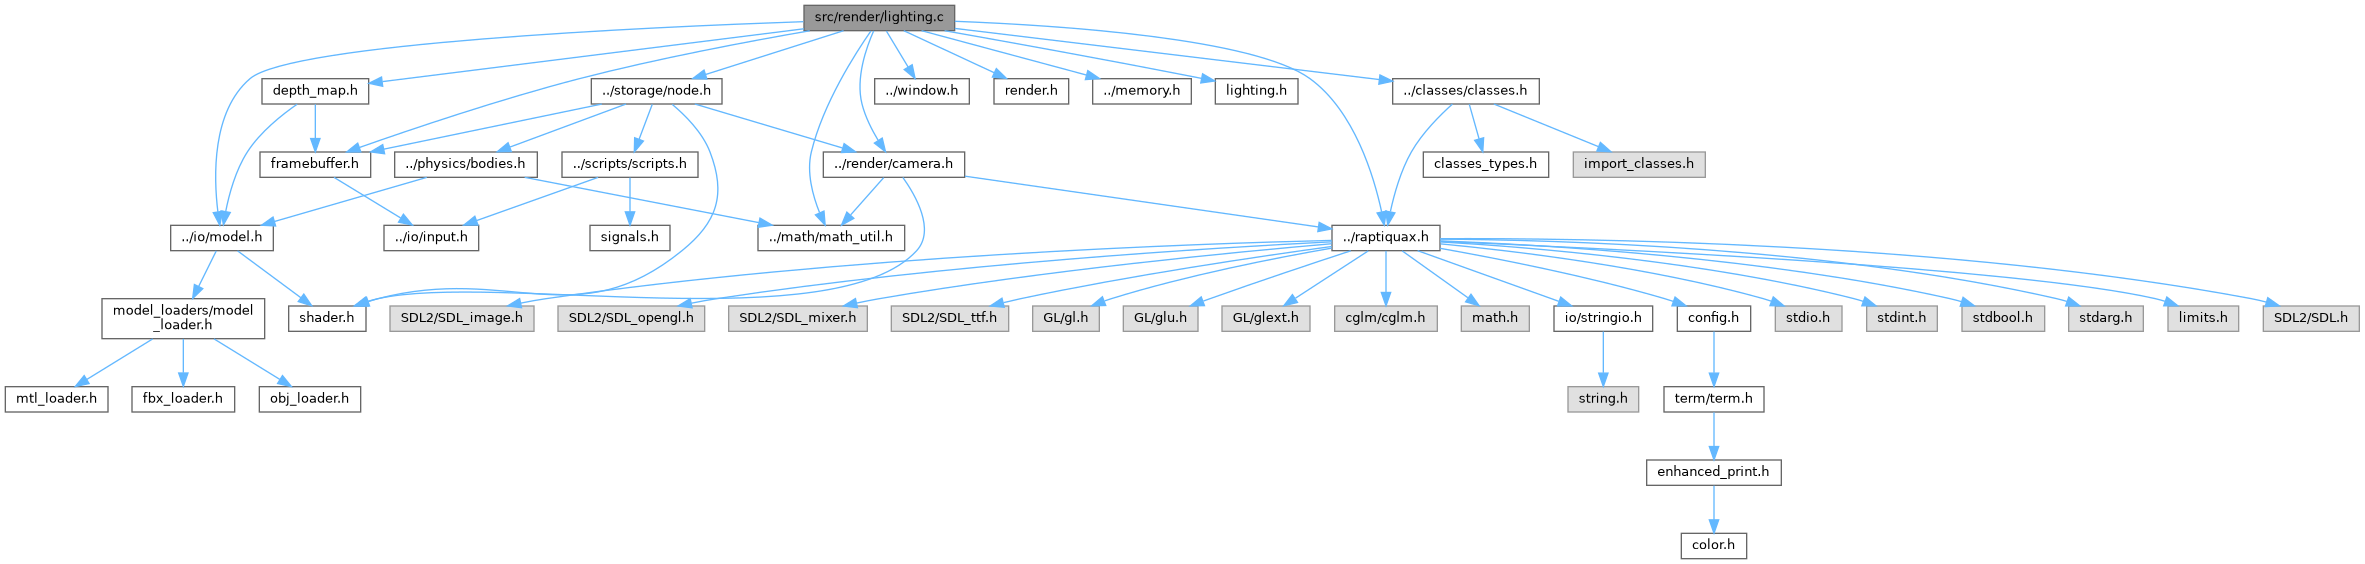 src/render/lighting.c
depth_map.h
../storage/node.h
../window.h
render.h
../memory.h
lighting.h
../classes/classes.h
framebuffer.h
../physics/bodies.h
../scripts/scripts.h
../render/camera.h
classes_types.h
import_classes.h
../io/model.h
../io/input.h
signals.h
../math/math_util.h
../raptiquax.h
model_loaders/model
_loader.h
shader.h
SDL2/SDL_image.h
SDL2/SDL_opengl.h
SDL2/SDL_mixer.h
SDL2/SDL_ttf.h
GL/gl.h
GL/glu.h
GL/glext.h
cglm/cglm.h
math.h
io/stringio.h
config.h
stdio.h
stdint.h
stdbool.h
stdarg.h
limits.h
SDL2/SDL.h
mtl_loader.h
fbx_loader.h
obj_loader.h
string.h
term/term.h
enhanced_print.h
color.h